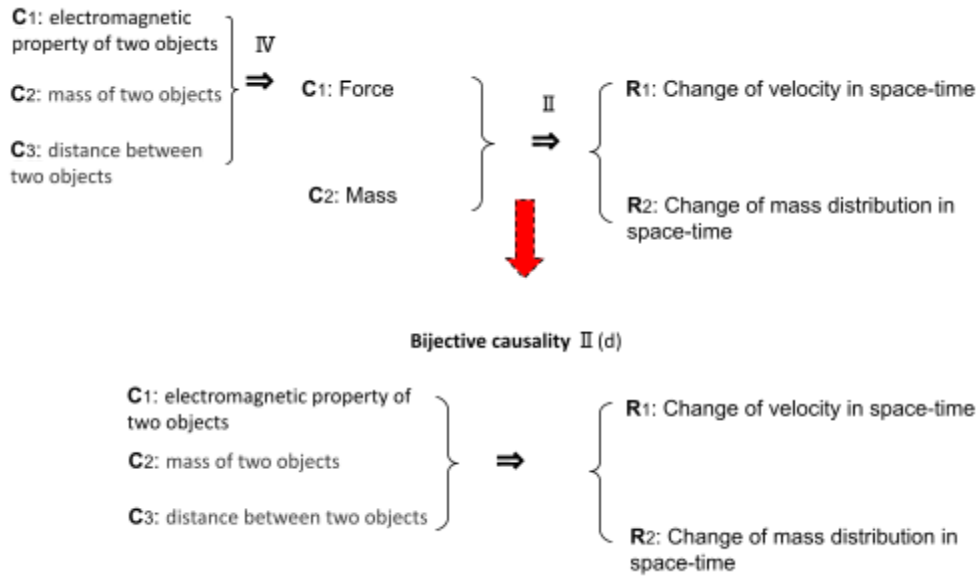 C1: electromagnetic
property of two objects
Ⅳ
C2: mass of two objects
⇒
C3: distance between
two objects
C1: Force
C2: Mass
Ⅱ
⇒
R1: Change of velocity in space-time
R2: Change of mass distribution in
space-time
Bijective causality Ⅱ (d)
C1: electromagnetic property of
two objects
C2: mass of two objects
C3: distance between two objects
⇒
R1: Change of velocity in space-time
R2: Change of mass distribution in
space-time